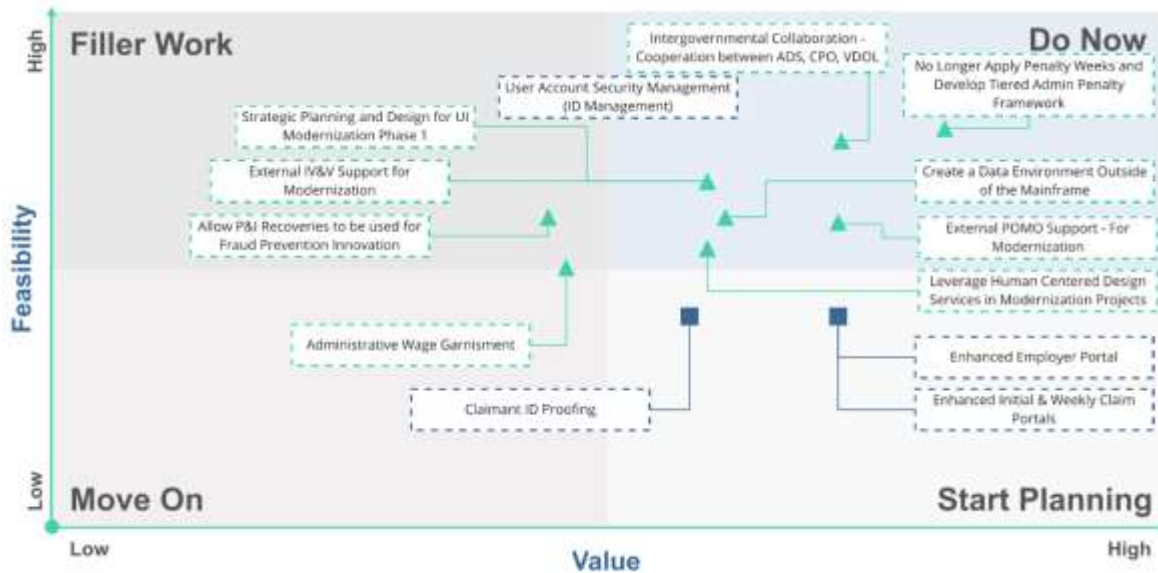 High
Filler Work
Do Now
Intergovernmental Collaboration -
Cooperation between ADS, CPO, VDOL
No Longer Apply Penalty Weeks and
Develop Tiered Admin Penalty
Framework
User Account Security Management
(ID Management)
Strategic Planning and Design for UI
Modernization Phase 1
External IV&V Support for
Modernization
Create a Data Environment Outside
of the Mainframe
Allow P&I Recoveries to be used for
Fraud Prevention Innovation
External POMO Support - For
Modernization
Leverage Human Centered Design
Services in Modernization Projects
Feasibility
Administrative Wage Garnisment
Enhanced Employer Portal
Claimant ID Proofing
Enhanced Initial & Weekly Claim
Portals
Low
Move On
Start Planning
Low
Value
High